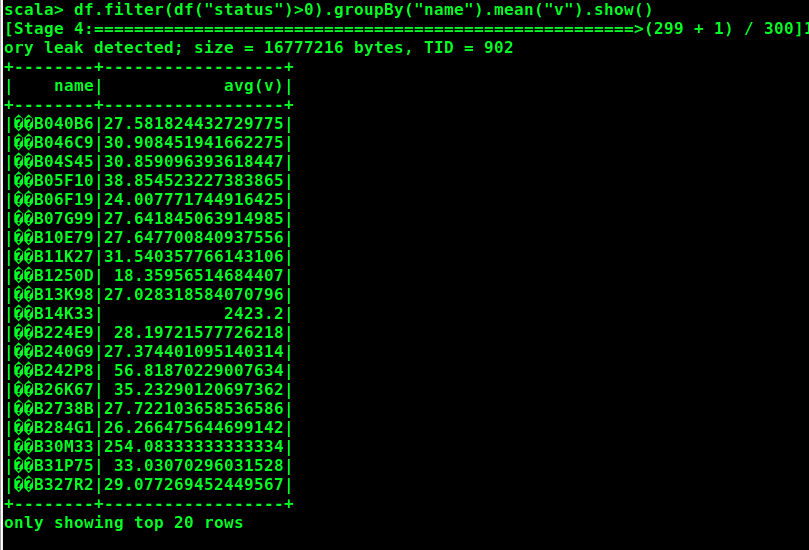 scala> df.filter(df("status")>0).groupBy("name").mean("v").show()
[Stage 4:======================================================>(299 + 1) / 300]1
ory leak detected; size = 16777216 bytes, TID = 902
+--------+------------------+
|    name|            avg(v)|
+--------+------------------+
|��B040B6|27.581824432729775|
|��B046C9|30.908451941662275|
|��B04S45|30.859096393618447|
|��B05F10|38.854523227383865|
|��B06F19|24.007771744916425|
|��B07G99|27.641845063914985|
|��B10E79|27.647700840937556|
|��B11K27|31.540357766143106|
|��B1250D| 18.35956514684407|
|��B13K98|27.028318584070796|
|��B14K33|            2423.2|
|��B224E9| 28.19721577726218|
|��B240G9|27.374401095140314|
|��B242P8| 56.81870229007634|
|��B26K67| 35.23290120697362|
|��B2738B|27.722103658536586|
|��B284G1|26.266475644699142|
|��B30M33|254.08333333333334|
|��B31P75| 33.03070296031528|
|��B327R2|29.077269452449567|
+--------+------------------+
only showing top 20 rows